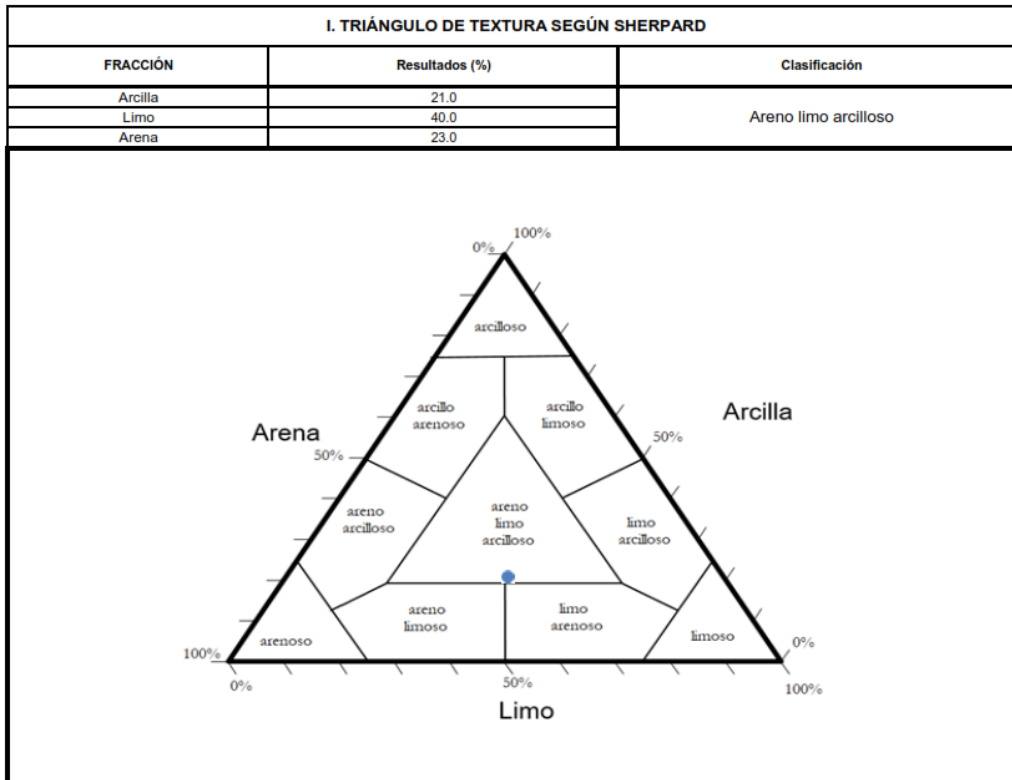 I. TRIÁNGULO DE TEXTURA SEGÚN SHERPARD
FRACCIÓN Resultados (%) Clasificación
Arcilla 21.0
Limo 40.0
Arena 23.0
Areno limo arcilloso
0% 100%
arcilloso
arcillo
arenoso
arcillo
limoso
Arena
Arcilla
50%
50%
areno
arcilloso
areno
limo
arcilloso
limo
arcilloso
areno
limoso
limo
arenoso
arenoso
limoso
100%
0%
0%
50%
100%
Limo